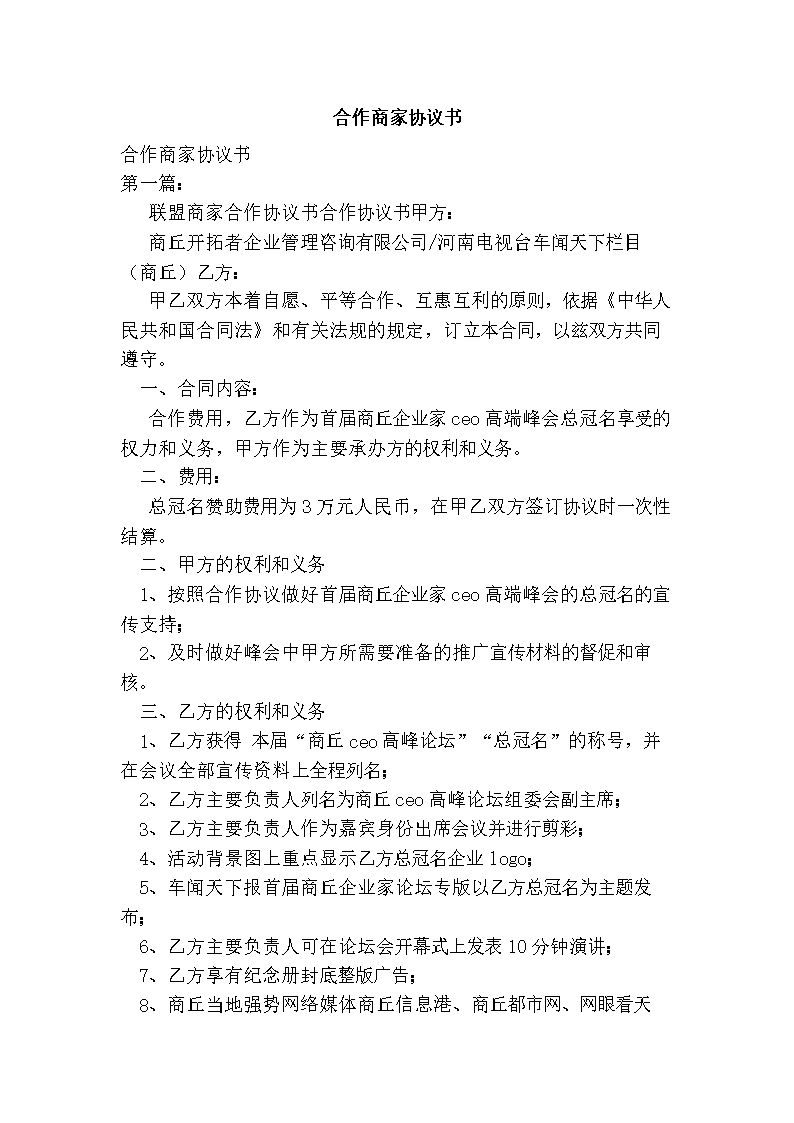 合作商家协议书
合作商家协议书
第一篇：
联盟商家合作协议书合作协议书甲方：
商丘开拓者企业管理咨询有限公司/河南电视台车闻天下栏目
（商丘）乙方：
甲乙双方本着自愿、平等合作、互惠互利的原则，依据《中华人
民共和国合同法》和有关法规的规定，订立本合同，以兹双方共同
遵守。
一、合同内容：
合作费用，乙方作为首届商丘企业家ceo高端峰会总冠名享受的
权力和义务，甲方作为主要承办方的权利和义务。
二、费用：
总冠名赞助费用为3万元人民币，在甲乙双方签订协议时一次性
结算。
二、甲方的权利和义务
1、按照合作协议做好首届商丘企业家ceo高端峰会的总冠名的宣
传支持；
2、及时做好峰会中甲方所需要准备的推广宣传材料的督促和审
核。
三、乙方的权利和义务
1、乙方获得 本届“商丘ceo高峰论坛”“总冠名”的称号，并
在会议全部宣传资料上全程列名；
2、乙方主要负责人列名为商丘ceo高峰论坛组委会副主席；
3、乙方主要负责人作为嘉宾身份出席会议并进行剪彩；
4、活动背景图上重点显示乙方总冠名企业logo；
5、车闻天下报首届商丘企业家论坛专版以乙方总冠名为主题发
布；
6、乙方主要负责人可在论坛会开幕式上发表10分钟演讲；
7、乙方享有纪念册封底整版广告；
8、商丘当地强势网络媒体商丘信息港、商丘都市网、网眼看天